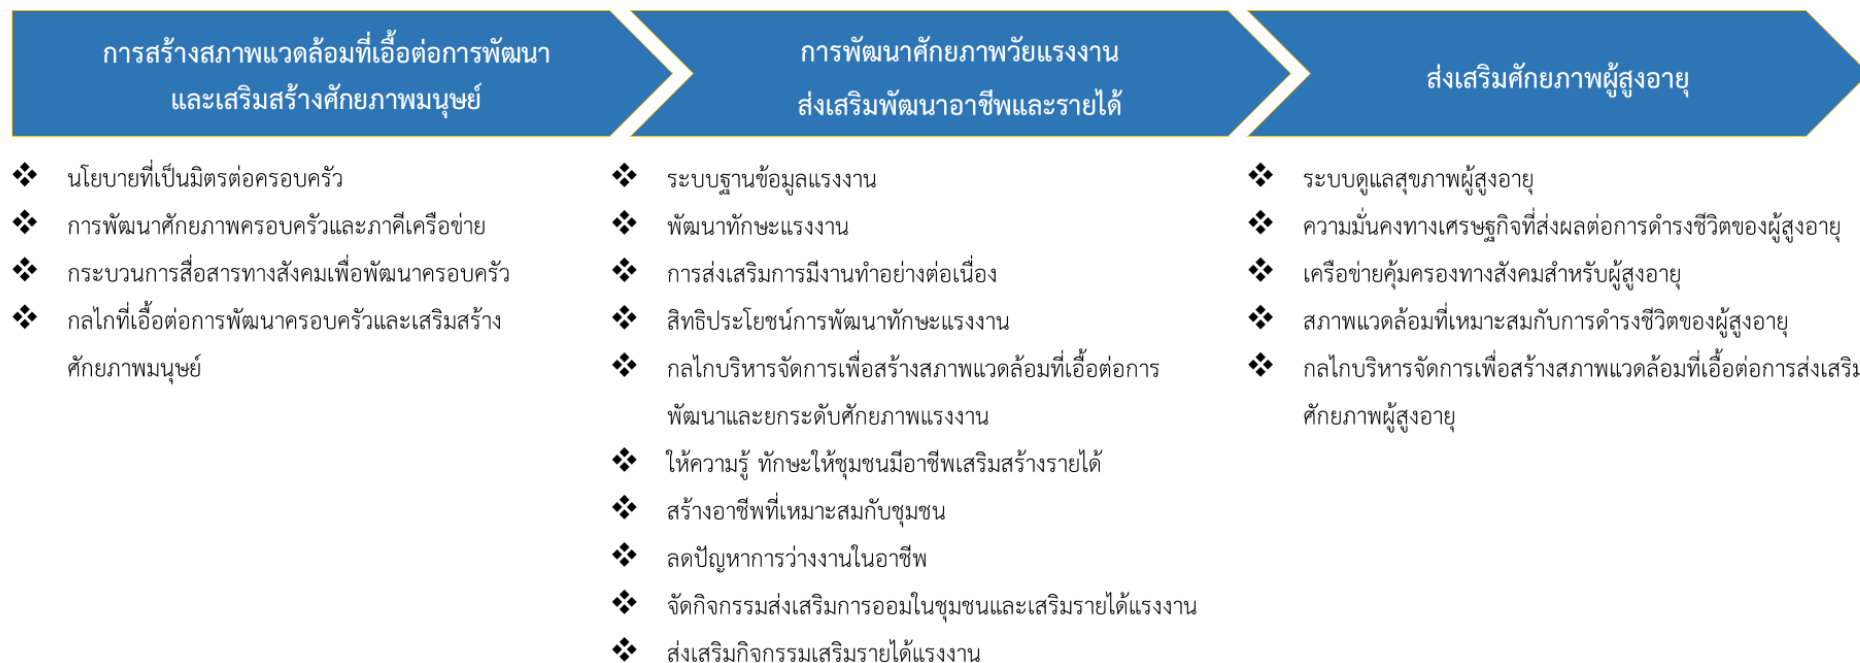 การสร้างสภาพแวดล้อมที่เอื้อต่อการพัฒนา
และเสริมสร้างศักยภาพมนุษย์
❖ นโยบายที่เป็นมิตรต่อครอบครัว
❖ การพัฒนาศักยภาพครอบครัวและภาคีเครือข่าย
❖ กระบวนการสื่อสารทางสังคมเพื่อพัฒนาครอบครัว
❖ กลไกที่เอื้อต่อการพัฒนาครอบครัวและเสริมสร้าง
ศักยภาพมนุษย์
การพัฒนาศักยภาพวัยแรงงาน
ส่งเสริมพัฒนาอาชีพและรายได้
❖ ระบบฐานข้อมูลแรงงาน
❖ พัฒนาทักษะแรงงาน
❖ การส่งเสริมการมีงานทำอย่างต่อเนื่อง
❖ สิทธิประโยชน์การพัฒนาทักษะแรงงาน
❖ กลไกบริหารจัดการเพื่อสร้างสภาพแวดล้อมที่เอื้อต่อการ
พัฒนาและยกระดับศักยภาพแรงงาน
❖ ให้ความรู้ ทักษะให้ชุมชนมีอาชีพเสริมสร้างรายได้
❖ สร้างอาชีพที่เหมาะสมกับชุมชน
❖ ลดปัญหาการว่างงานในอาชีพ
❖ จัดกิจกรรมส่งเสริมการออมในชุมชนและเสริมรายได้แรงงาน
❖ ส่งเสริมกิจกรรมเสริมรายได้แรงงาน
ส่งเสริมศักยภาพผู้สูงอายุ
❖ ระบบดูแลสุขภาพผู้สูงอายุ
❖ ความมั่นคงทางเศรษฐกิจที่ส่งผลต่อการดำรงชีวิตของผู้สูงอายุ
❖ เครือข่ายคุ้มครองทางสังคมสำหรับผู้สูงอายุ
❖ สภาพแวดล้อมที่เหมาะสมกับการดำรงชีวิตของผู้สูงอายุ
❖ กลไกบริหารจัดการเพื่อสร้างสภาพแวดล้อมที่เอื้อต่อการส่งเสริม
ศักยภาพผู้สูงอายุ